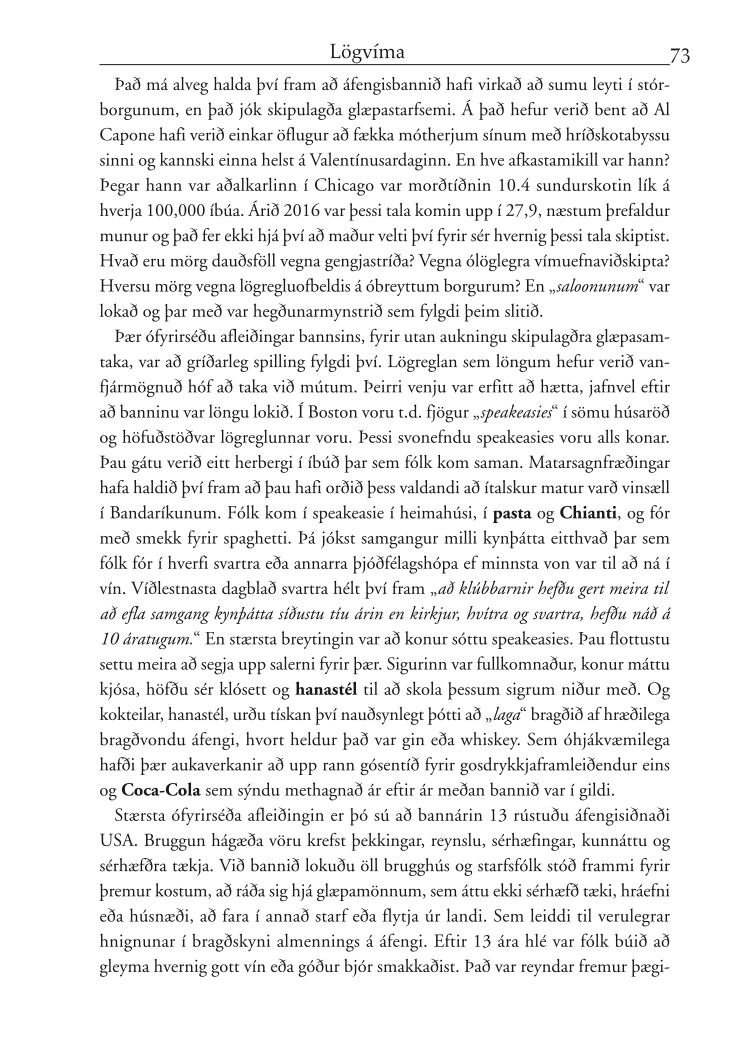 Lögvíma 73
Það má alveg halda því fram að áfengisbannið hafi virkað að sumu leyti í stór-
borgunum, en það jók skipulagða glæpastarfsemi. Á það hefur verið bent að Al
Capone hafi verið einkar öflugur að fækka mótherjum sínum með hríðskotabyssu
sinni og kannski einna helst á Valentínusardaginn. En hve afkastamikill var hann?
Þegar hann var aðalkarlinn í Chicago var morðtíðnin 10.4 sundurskotin lík á
hverja 100,000 íbúa. Árið 2016 var þessi tala komin upp í 27,9, næstum þrefaldur
munur og það fer ekki hjá því að maður velti því fyrir sér hvernig þessi tala skiptist.
Hvað eru mörg dauðsföll vegna gengjastríða? Vegna ólöglegra vímuefnaviðskipta?
Hversu mörg vegna lögregluofbeldis á óbreyttum borgurum? En „saloonunum“ var
lokað og þar með var hegðunarmynstrið sem fylgdi þeim slitið.
Þær ófyrirséðu afleiðingar bannsins, fyrir utan aukningu skipulagðra glæpasam-
taka, var að gríðarleg spilling fylgdi því. Lögreglan sem löngum hefur verið van-
fjármögnuð hóf að taka við mútum. Þeirri venju var erfitt að hætta, jafnvel eftir
að banninu var löngu lokið. Í Boston voru t.d. fjögur „speakeasies“ í sömu húsaröð
og höfuðstöðvar lögreglunnar voru. Þessi svonefndu speakeasies voru alls konar.
Þau gátu verið eitt herbergi í íbúð þar sem fólk kom saman. Matarsagnfræðingar
hafa haldið því fram að þau hafi orðið þess valdandi að ítalskur matur varð vinsæll
í Bandaríkunum. Fólk kom í speakeasie í heimahúsi, í pasta og Chianti, og fór
með smekk fyrir spaghetti. Þá jókst samgangur milli kynþátta eitthvað þar sem
fólk fór í hverfi svartra eða annarra þjóðfélagshópa ef minnsta von var til að ná í
vín. Víðlestnasta dagblað svartra hélt því fram „að klúbbarnir hefðu gert meira til
að efla samgang kynþátta síðustu tíu árin en kirkjur, hvítra og svartra, hefðu náð á
10 áratugum.“ En stærsta breytingin var að konur sóttu speakeasies. Þau flottustu
settu meira að segja upp salerni fyrir þær. Sigurinn var fullkomnaður, konur máttu
kjósa, höfðu sér klósett og hanastél til að skola þessum sigrum niður með. Og
kokteilar, hanastél, urðu tískan því nauðsynlegt þótti að „laga“ bragðið af hræðilega
bragðvondu áfengi, hvort heldur það var gin eða whiskey. Sem óhjákvæmilega
hafði þær aukaverkanir að upp rann gósentíð fyrir gosdrykkjaframleiðendur eins
og Coca-Cola sem sýndu methagnað ár eftir ár meðan bannið var í gildi.
Stærsta ófyrirséða afleiðingin er þó sú að bannárin 13 rústuðu áfengisiðnaði
USA. Bruggun hágæða vöru krefst þekkingar, reynslu, sérhæfingar, kunnáttu og
sérhæfðra tækja. Við bannið lokuðu öll brugghús og starfsfólk stóð frammi fyrir
þremur kostum, að ráða sig hjá glæpamönnum, sem áttu ekki sérhæfð tæki, hráefni
eða húsnæði, að fara í annað starf eða flytja úr landi. Sem leiddi til verulegrar
hnignunar í bragðskyni almennings á áfengi. Eftir 13 ára hlé var fólk búið að
gleyma hvernig gott vín eða góður bjór smakkaðist. Það var reyndar fremur þægi-